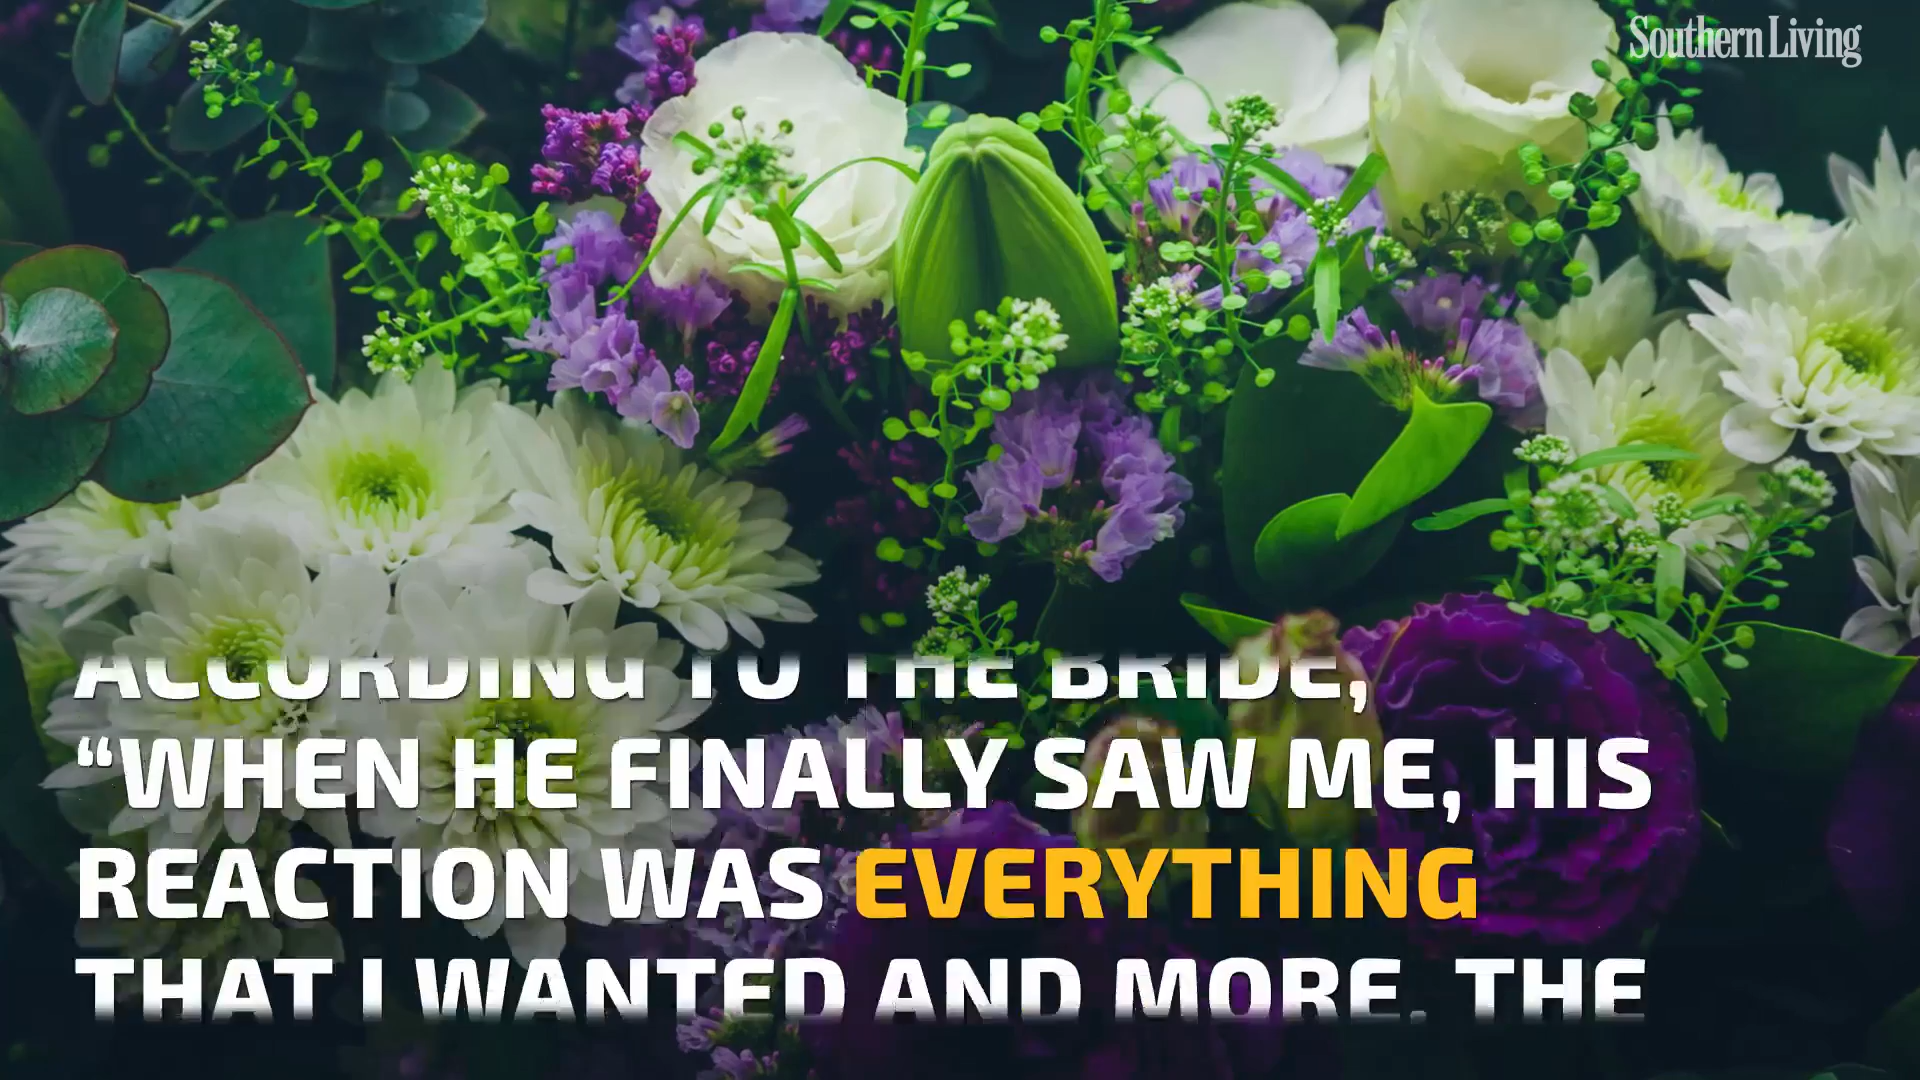 Southern Living
ACCORDING TO THE BRIDE,
“WHEN HE FINALLY SAW ME, HIS
REACTION WAS EVERYTHING
THAT I WANTED AND MORE. THE